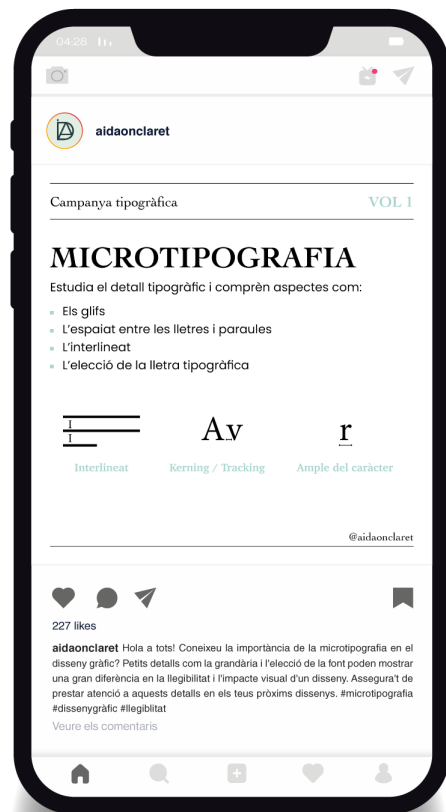 04:28
aidaonclaret
Campanya tipogràfica
VOL 1
MICROTIPOGRAFIA
Estudia el detall tipogràfic i comprèn aspectes com:
Els glifs
L'espaiat entre les lletres i paraules
L'interlineat
L'elecció de la lletra tipogràfica
I
I
Av
r
Interlineat
Kerning / Tracking
Ample del caràcter
@aidaonclaret
227 likes
aidaonclaret Hola a tots! Coneixeu la importància de la microtipografia en el
disseny gràfic? Petits detalls com la grandària i l'elecció de la font poden mostrar
una gran diferència en la llegibilitat i l'impacte visual d'un disseny. Assegura't de
prestar atenció a aquests detalls en els teus pròxims dissenys. #microtipografia
#dissenygràfic #llegiblitat
Veure els comentaris